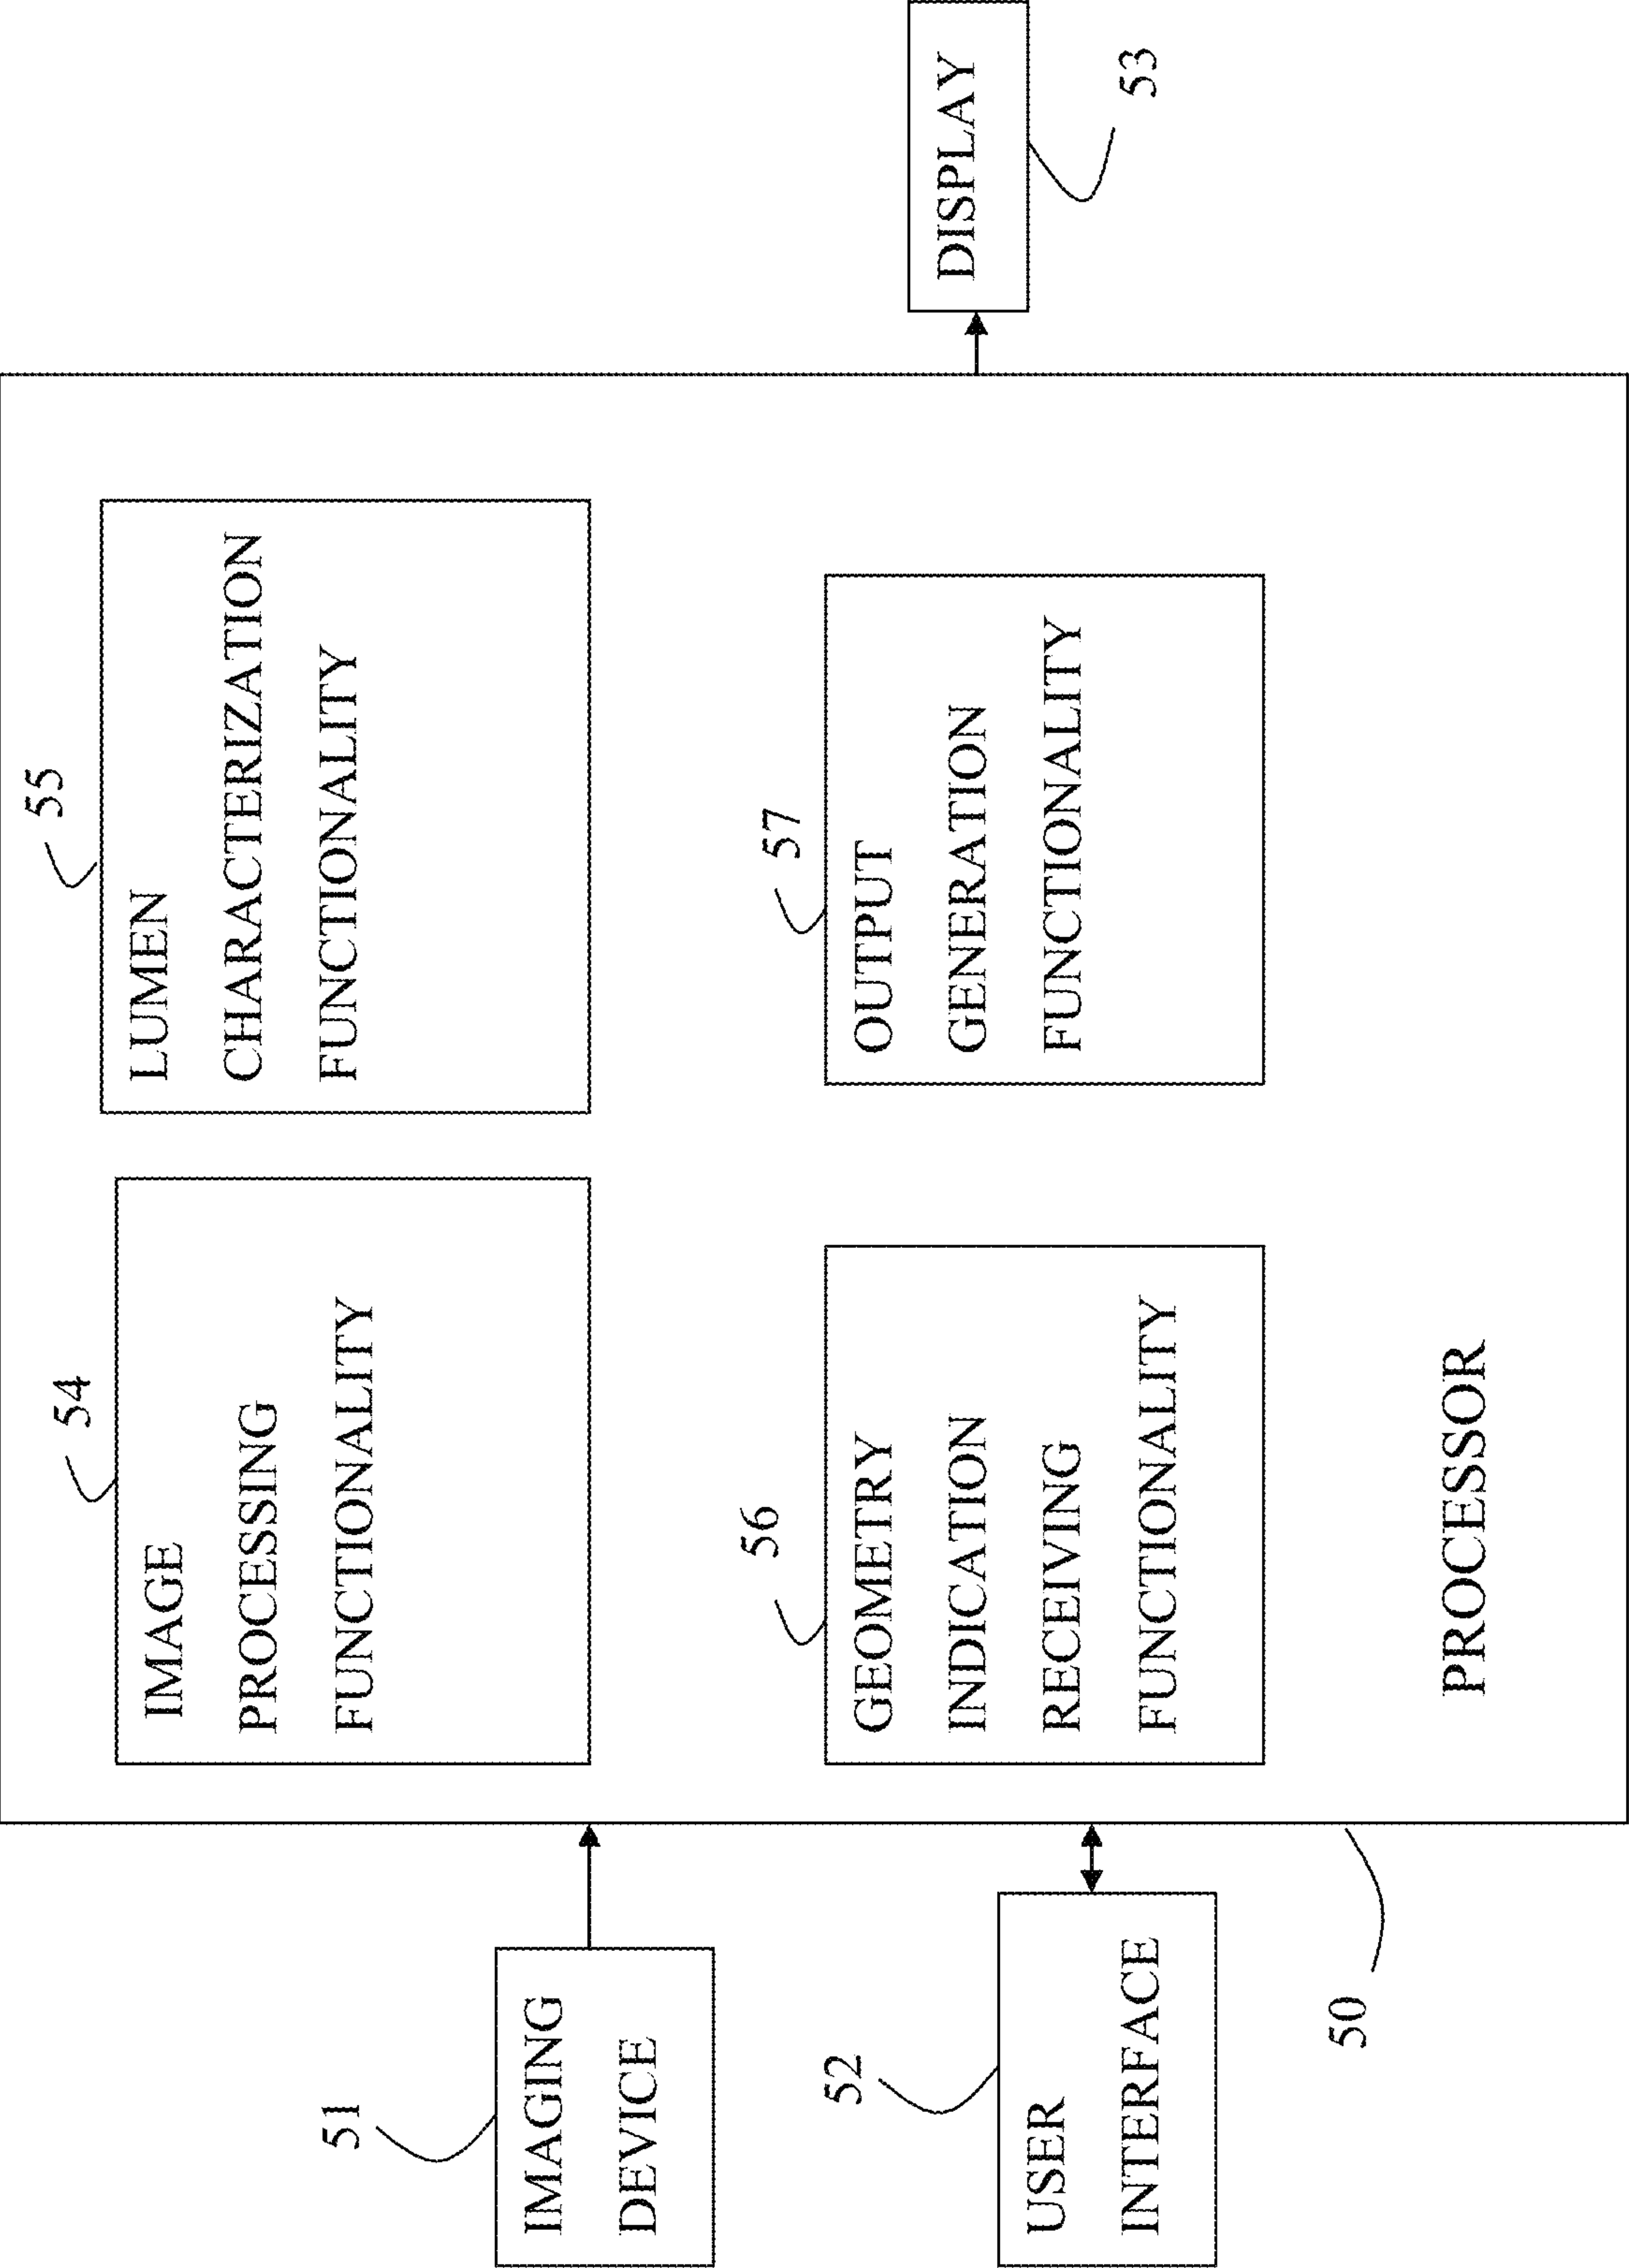 51
IMAGING
DEVICE
52
USER
INTERFACE
50
54
IMAGE
PROCESSING
FUNCTIONALITY
55
LUMEN
CHARACTERIZATION
FUNCTIONALITY
56
GEOMETRY
INDICATION
RECEIVING
FUNCTIONALITY
57
OUTPUT
GENERATION
FUNCTIONALITY
PROCESSOR
DISPLAY
53